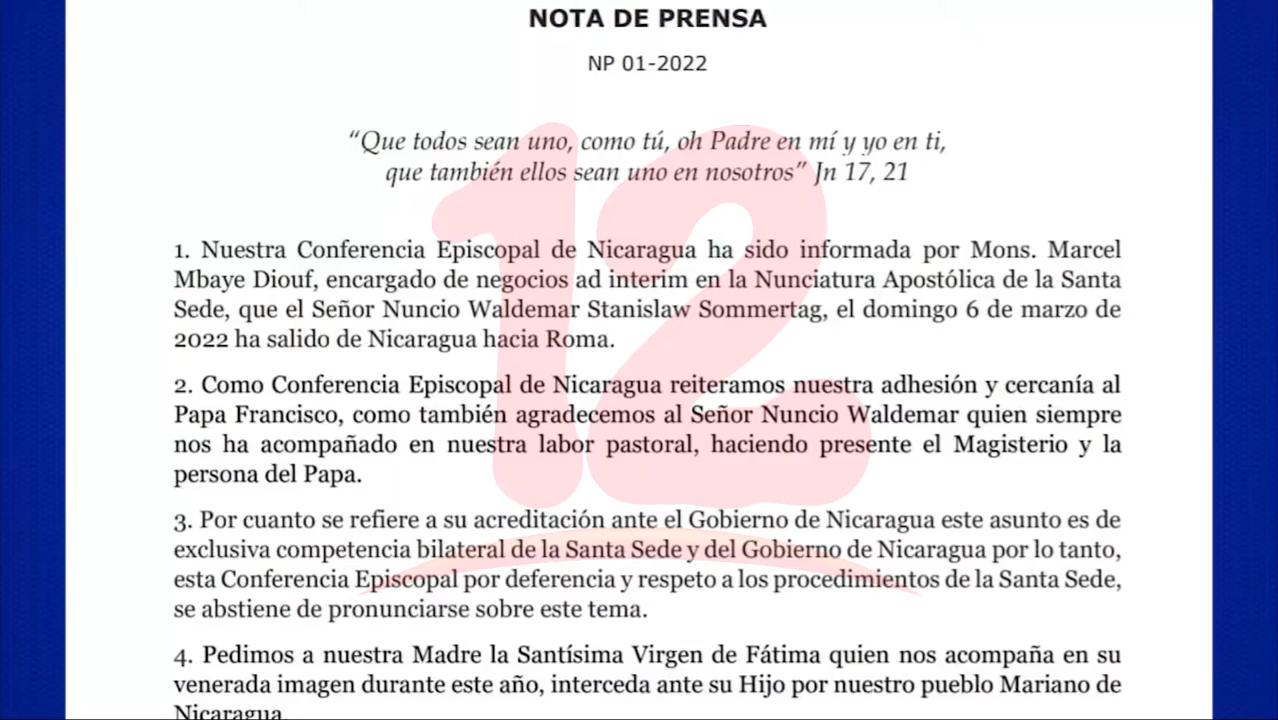 NOTA DE PRENSA
NP 01-2022
“Que todos sean uno, como tú, oh Padre en mí y yo en ti,
que también ellos sean uno en nosotros” Jn 17, 21
1. Nuestra Conferencia Episcopal de Nicaragua ha sido informada por Mons. Marcel
Mbaye Diouf, encargado de negocios ad interim en la Nunciatura Apostólica de la Santa
Sede, que el Señor Nuncio Waldemar Stanislaw Sommertag, el domingo 6 de marzo de
2022 ha salido de Nicaragua hacia Roma.
2. Como Conferencia Episcopal de Nicaragua reiteramos nuestra adhesión y cercanía al
Papa Francisco, como también agradecemos al Señor Nuncio Waldemar quien siempre
nos ha acompañado en nuestra labor pastoral, haciendo presente el Magisterio y la
persona del Papa.
3. Por cuanto se refiere a su acreditación ante el Gobierno de Nicaragua este asunto es de
exclusiva competencia bilateral de la Santa Sede y del Gobierno de Nicaragua por lo tanto,
esta Conferencia Episcopal por deferencia y respeto a los procedimientos de la Santa Sede,
se abstiene de pronunciarse sobre este tema.
4. Pedimos a nuestra Madre la Santísima Virgen de Fátima quien nos acompaña en su
venerada imagen durante este año, interceda ante su Hijo por nuestro pueblo Mariano de
Nicaragua.
12